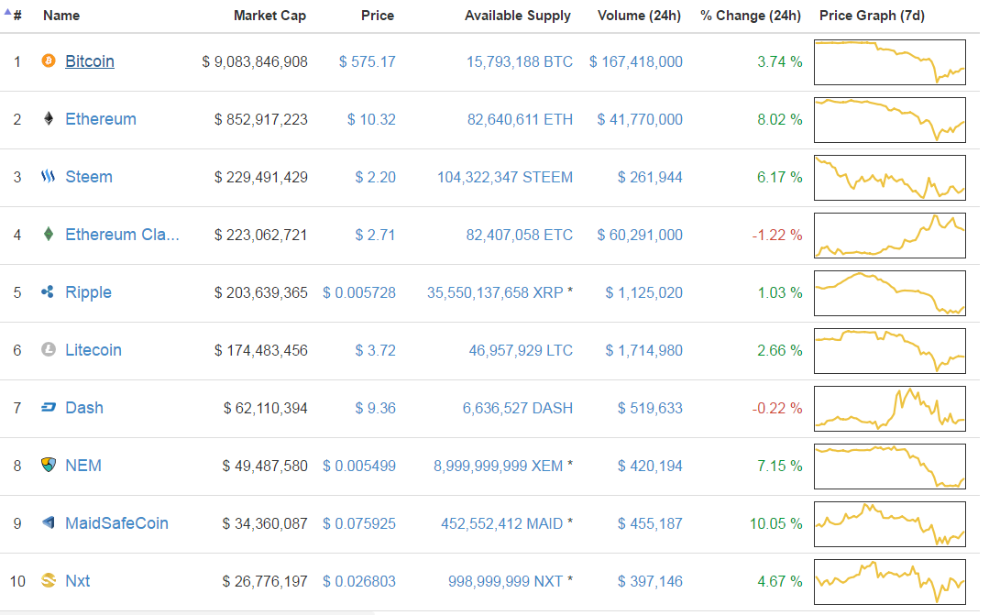 # Name Market Cap Price Available Supply Volume (24h) % Change (24h) Price Graph (7d)
1 Bitcoin $ 9,083,846,908 $ 575.17 15,793,188 BTC $ 167,418,000 3.74 %
2 Ethereum $ 852,917,223 $ 10.32 82,640,611 ETH $ 41,770,000 8.02 %
3 Steem $ 229,491,429 $ 2.20 104,322,347 STEEM $ 261,944 6.17 %
4 Ethereum Cla... $ 223,062,721 $ 2.71 82,407,058 ETC $ 60,291,000 -1.22 %
5 Ripple $ 203,639,365 $ 0.005728 35,550,137,658 XRP * $ 1,125,020 1.03 %
6 Litecoin $ 174,483,456 $ 3.72 46,957,929 LTC $ 1,714,980 2.66 %
7 Dash $ 62,110,394 $ 9.36 6,636,527 DASH $ 519,633 -0.22 %
8 NEM $ 49,487,580 $ 0.005499 8,999,999,999 XEM * $ 420,194 7.15 %
9 MaidSafeCoin $ 34,360,087 $ 0.075925 452,552,412 MAID * $ 455,187 10.05 %
10 Nxt $ 26,776,197 $ 0.026803 998,999,999 NXT * $ 397,146 4.67 %